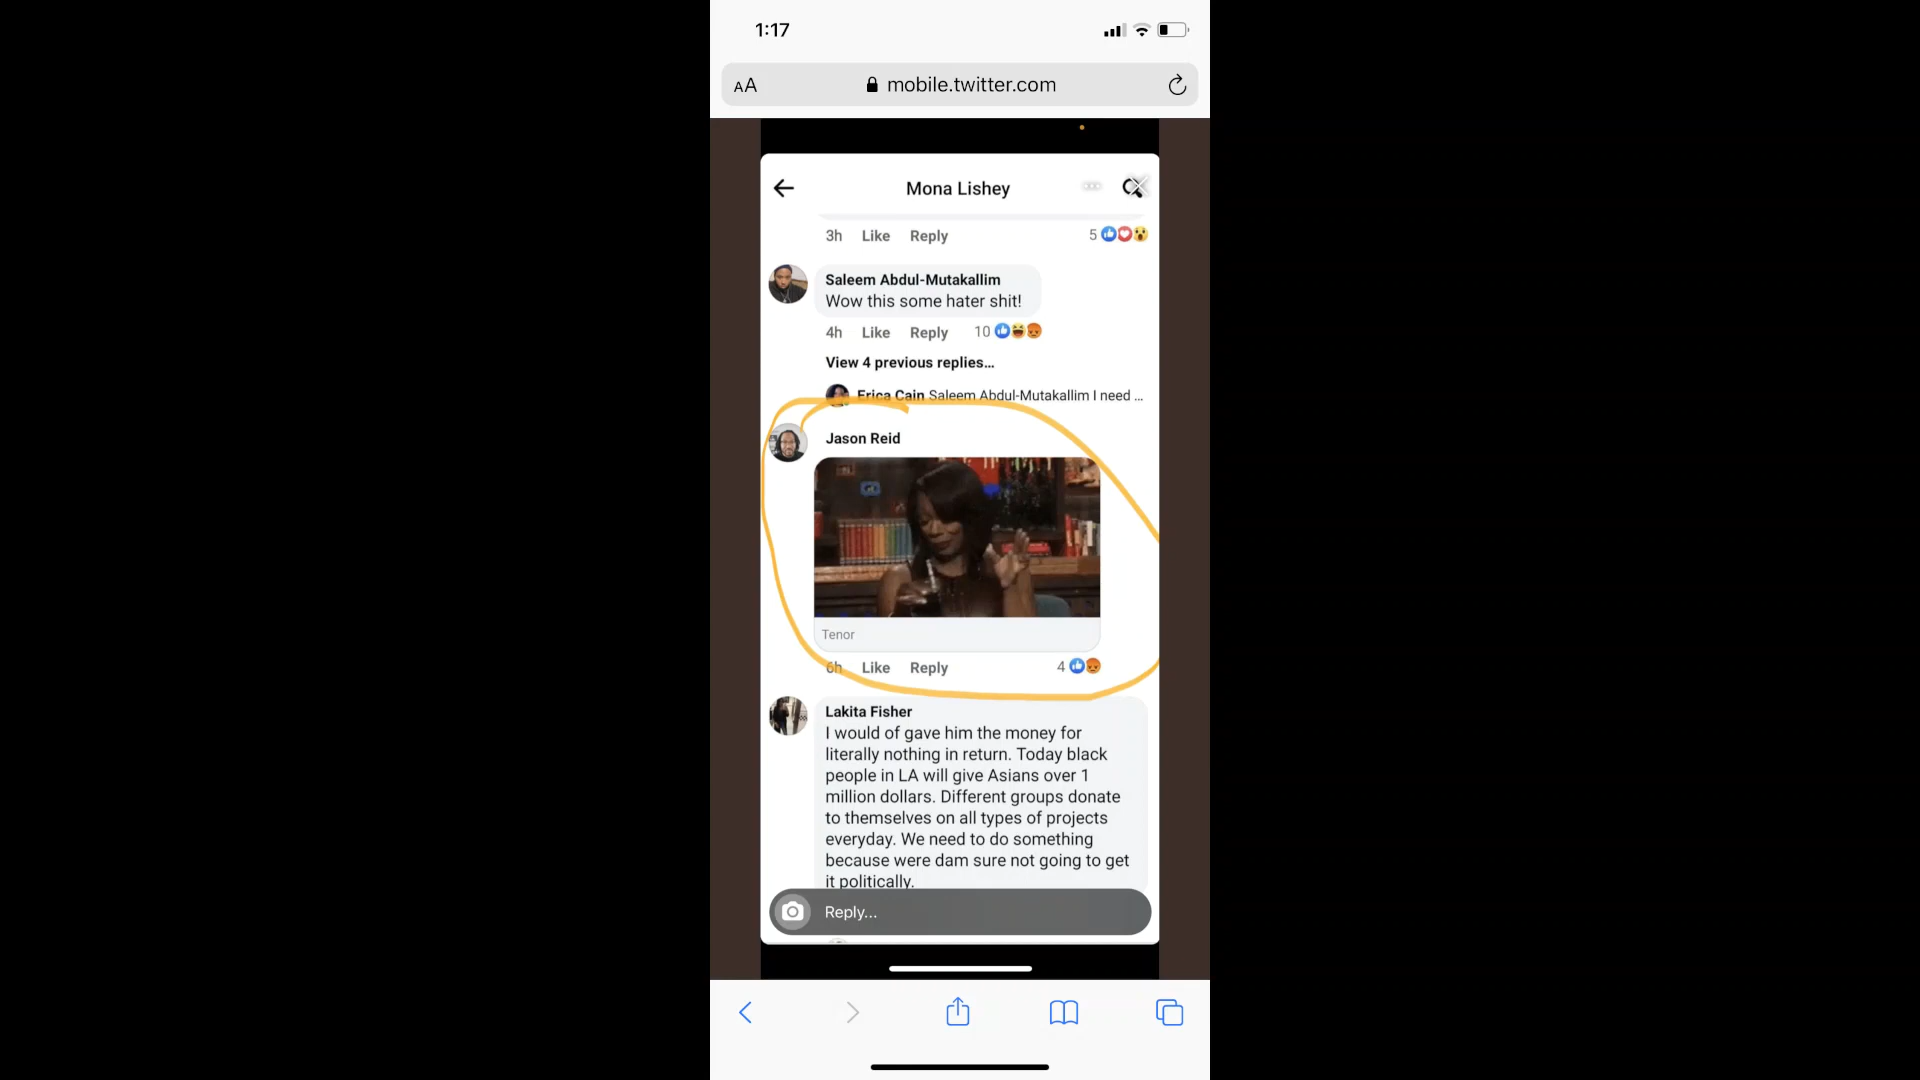 1:17
AA mobile.twitter.com
Mona Lishey
3h Like Reply 5
Saleem Abdul-Mutakallim
Wow this some hater shit!
4h Like Reply 10
View 4 previous replies...
Erica Cain Saleem Abdul-Mutakallim I need ...
Jason Reid
Tenor
6h Like Reply 4
Lakita Fisher
I would of gave him the money for
literally nothing in return. Today black
people in LA will give Asians over 1
million dollars. Different groups donate
to themselves on all types of projects
everyday. We need to do something
because were dam sure not going to get
it politically.
Reply...